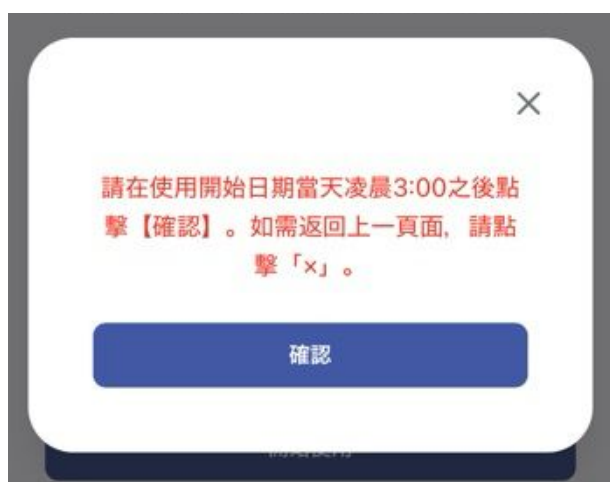 請在使用開始日期當天凌晨3:00之後點
擊【確認】。如需返回上一頁面,請點
擊「×」。
確認